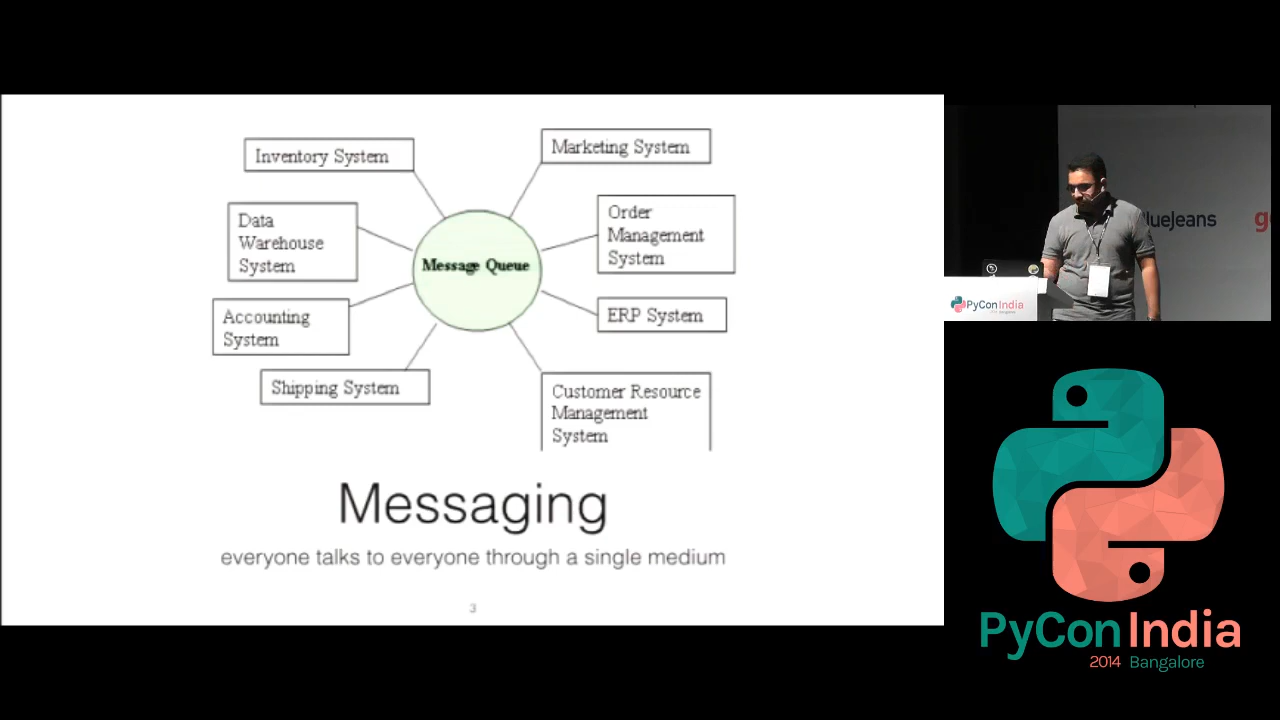 Inventory System
Marketing System
Data
Warehouse
System
Order
Management
System
Message Queue
Accounting
System
ERP System
Shipping System
Customer Resource
Management
System
Messaging
everyone talks to everyone through a single medium
3
lueJeans
PyCon India
PyCon India
2014 Bangalore